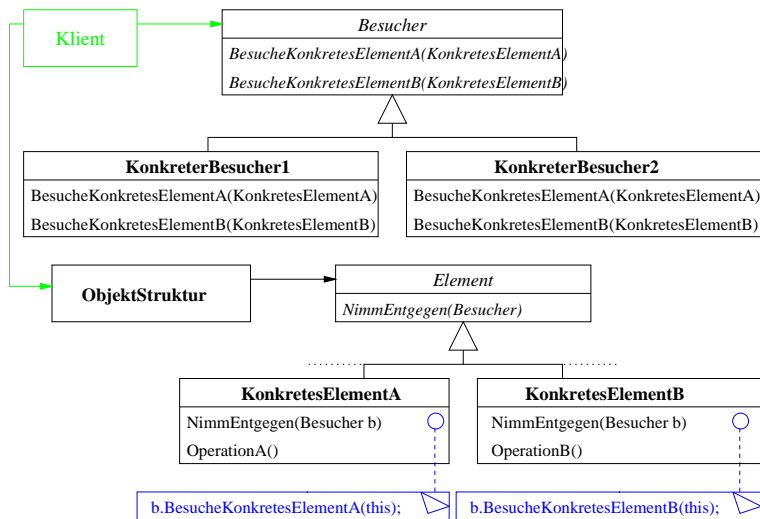 Besucher
Klient
BesucheKonkretesElementA(KonkretesElementA)
BesucheKonkretesElementB(KonkretesElementB)
KonkreterBesucher1
BesucheKonkretesElementA(KonkretesElementA)
BesucheKonkretesElementB(KonkretesElementB)
KonkreterBesucher2
BesucheKonkretesElementA(KonkretesElementA)
BesucheKonkretesElementB(KonkretesElementB)
ObjektStruktur
Element
NimmEntgegen(Besucher)
KonkretesElementA
NimmEntgegen(Besucher b)
OperationA()
KonkretesElementB
NimmEntgegen(Besucher b)
OperationB()
b.BesucheKonkretesElementA(this);
b.BesucheKonkretesElementB(this);